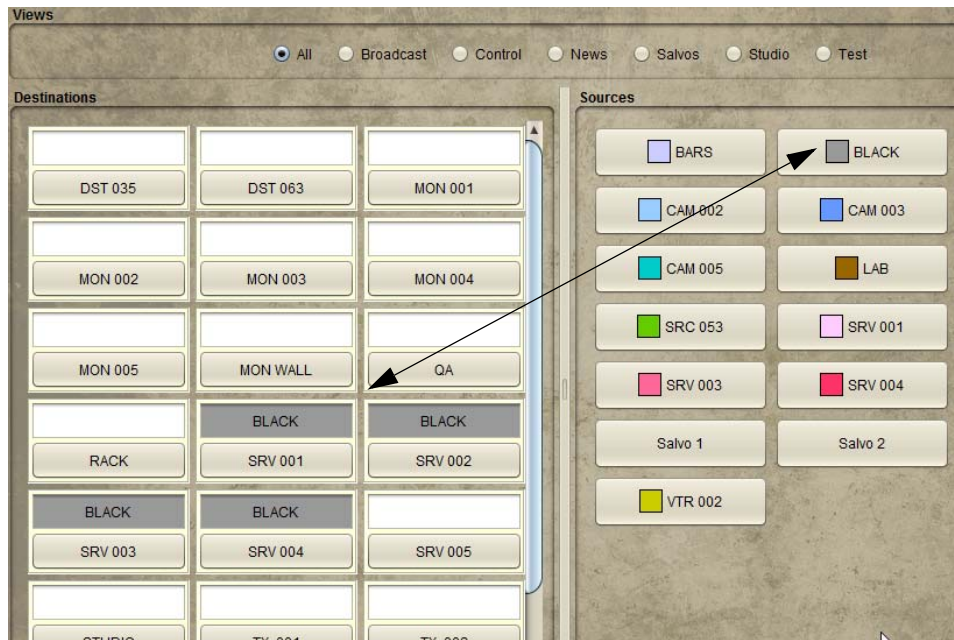 Views
All Broadcast Control News Salvos Studio Test
Destinations
DST 035 DST 063 MON 001
MON 002 MON 003 MON 004
MON 005 MON WALL QA
BLACK BLACK
RACK SRV 001 SRV 002
BLACK BLACK
SRV 003 SRV 004 SRV 005
Sources
BARS BLACK
CAM 002 CAM 003
CAM 005 LAB
SRC 053 SRV 001
SRV 003 SRV 004
Salvo 1 Salvo 2
VTR 002